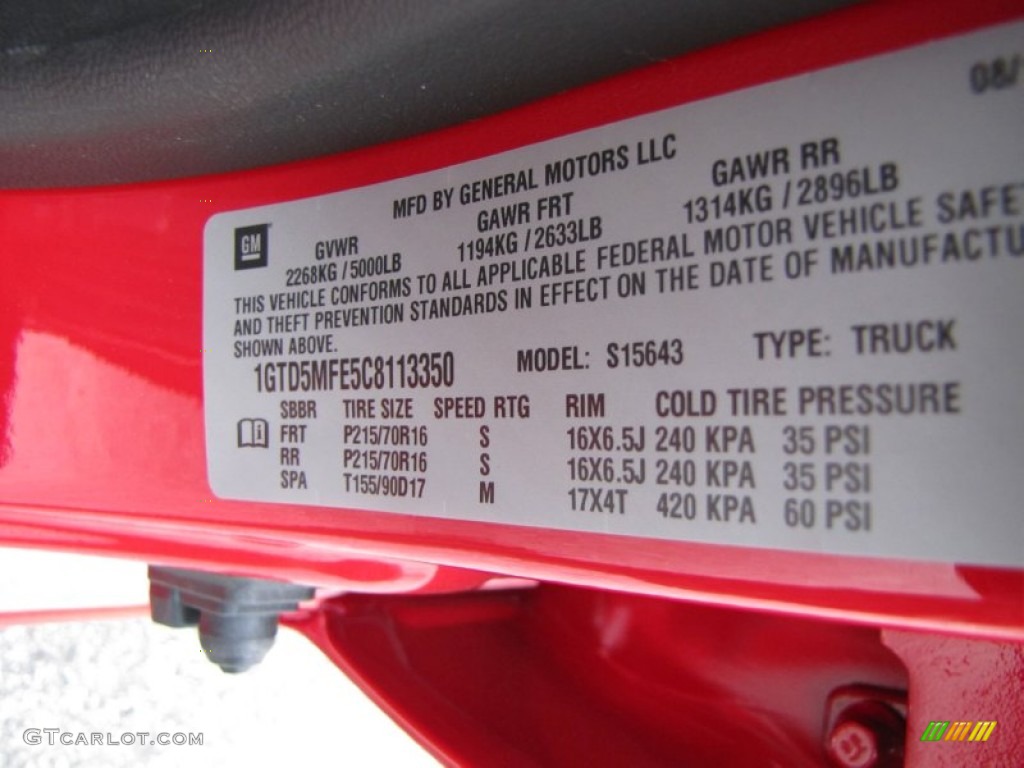 08/
MFD BY GENERAL MOTORS LLC
GM
GVWR GAWR FRT GAWR RR
2268KG / 5000LB 1194KG / 2633LB 1314KG / 2896LB
THIS VEHICLE CONFORMS TO ALL APPLICABLE FEDERAL MOTOR VEHICLE SAFET
AND THEFT PREVENTION STANDARDS IN EFFECT ON THE DATE OF MANUFACTU
SHOWN ABOVE.
1GTD5MFE5C8113350 MODEL: S15643 TYPE: TRUCK
SBBR TIRE SIZE SPEED RTG RIM COLD TIRE PRESSURE
FRT P215/70R16 S 16X6.5J 240 KPA 35 PSI
RR P215/70R16 S 16X6.5J 240 KPA 35 PSI
SPA T155/90D17 M 17X4T 420 KPA 60 PSI
GTCARLOT.COM